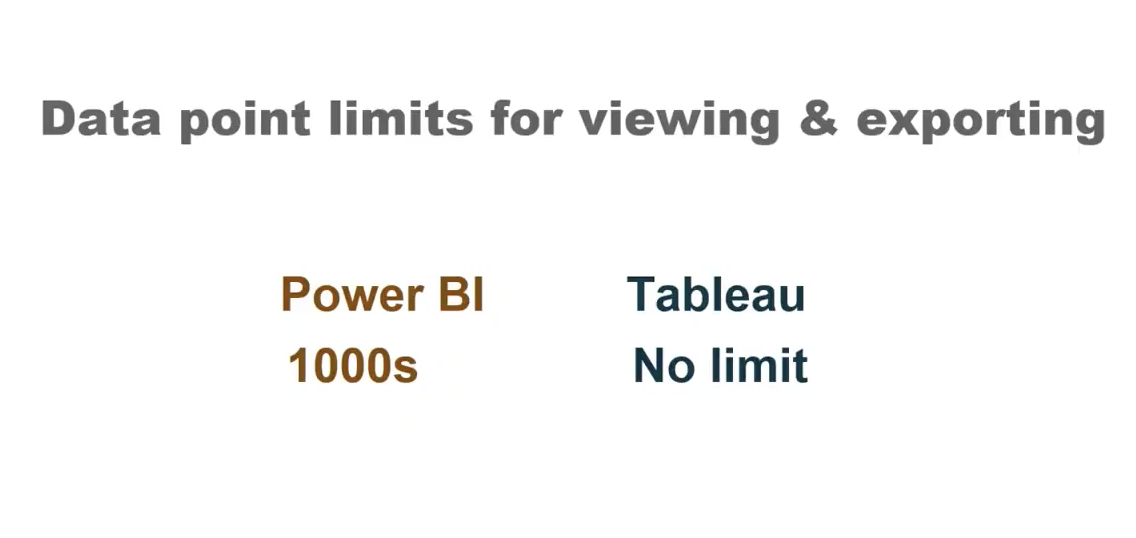 Data point limits for viewing & exporting
Power BI Tableau
1000s No limit